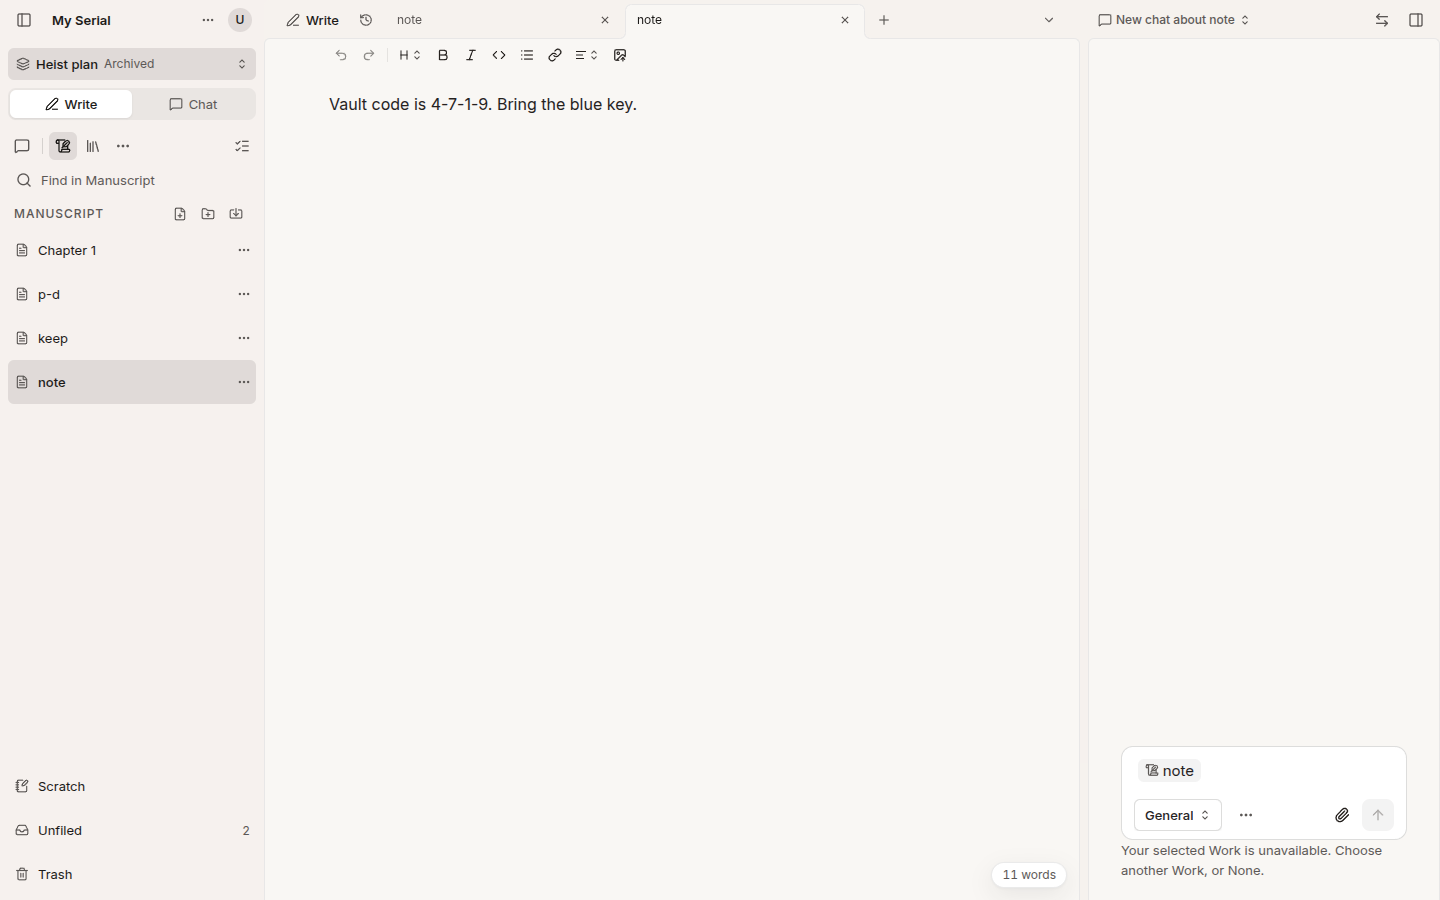 My Serial
U
Heist plan Archived
Write
Chat
Find in Manuscript
MANUSCRIPT
Chapter 1
p-d
keep
note
Scratch
Unfiled 2
Trash
Write
note
note
H
B
I
Vault code is 4-7-1-9. Bring the blue key.
11 words
New chat about note
note
General
Your selected Work is unavailable. Choose
another Work, or None.